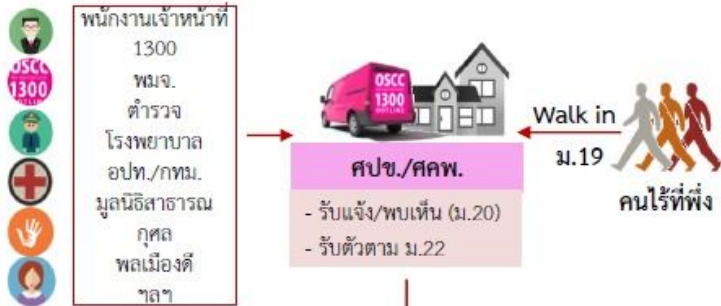 พนักงานเจ้าหน้าที่
1300
พมจ.
ตำรวจ
โรงพยาบาล
อปท./กทม.
มูลนิธิสาธารณ
กุศล
พลเมืองดี
ฯลฯ
OSCC
1300
HOTLINE
OSCC
1300
HOTLINE
ศปข./ศคพ.
- รับแจ้ง/พบเห็น (ม.20)
- รับตัวตาม ม.22
Walk in
ม.19
คนไร้ที่พึ่ง